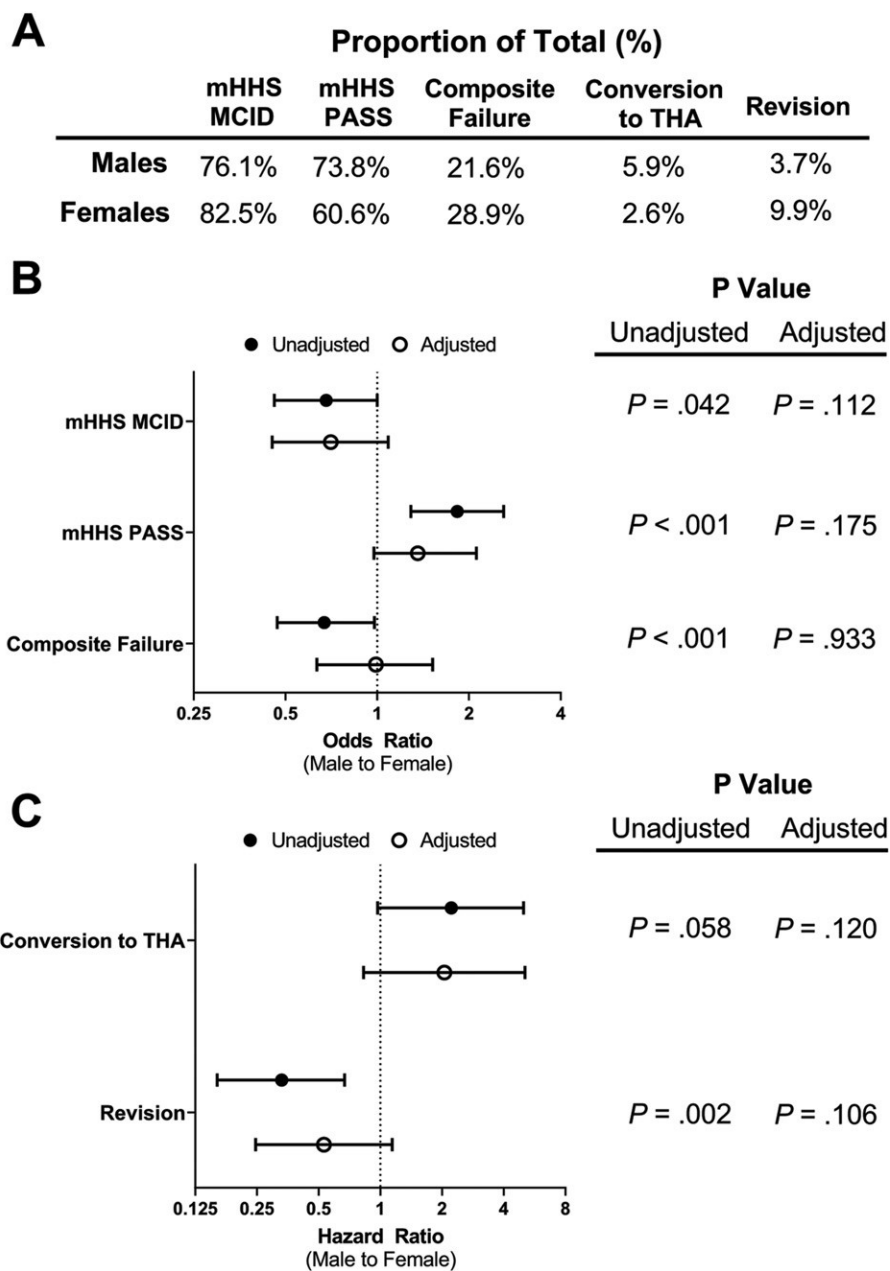 A
Proportion of Total (%)
mHHS MCID mHHS PASS Composite Failure Conversion to THA Revision
Males 76.1% 73.8% 21.6% 5.9% 3.7%
Females 82.5% 60.6% 28.9% 2.6% 9.9%
B
P Value
Unadjusted Adjusted
Unadjusted Adjusted
mHHS MCID P = .042 P = .112
mHHS PASS P < .001 P = .175
Composite Failure P < .001 P = .933
0.25 0.5 1 2 4
Odds Ratio
(Male to Female)
C
P Value
Unadjusted Adjusted
Unadjusted Adjusted
Conversion to THA P = .058 P = .120
Revision P = .002 P = .106
0.125 0.25 0.5 1 2 4 8
Hazard Ratio
(Male to Female)